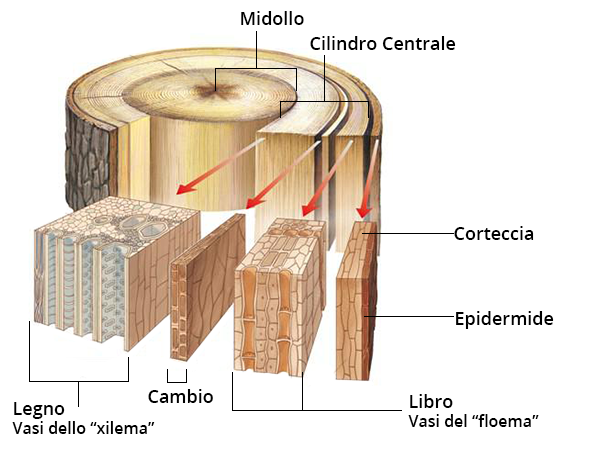 Midollo
Cilindro Centrale
Corteccia
Epidermide
Cambio
Legno
Vasi dello “xilema”
Libro
Vasi del “floema”